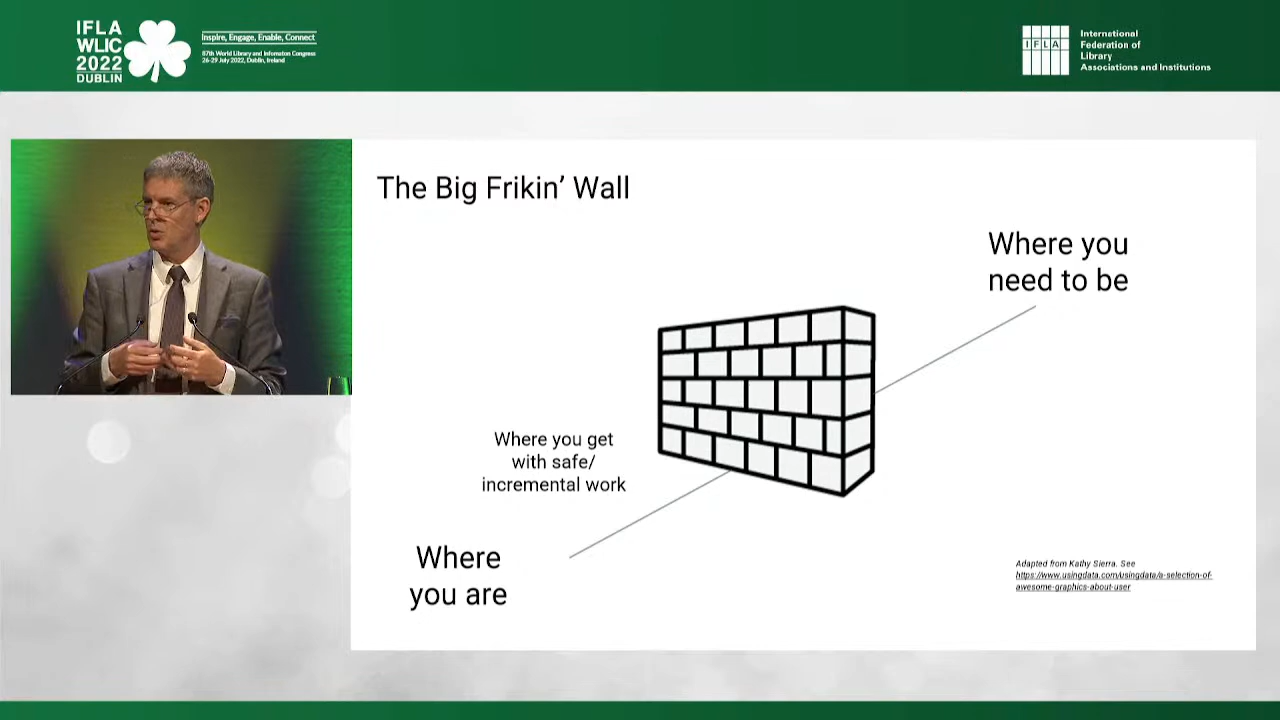 IFLA
WLIC
2022
DUBLIN
Inspire, Engage, Enable, Connect
87th World Library and Infomaton Congress
26-29 July 2022, Dublin, Ireland
IFLA
International
Federation of
Library
Associations and Institutions
The Big Frikin’ Wall
Where you
need to be
Where you get
with safe/
incremental work
Where
you are
Adapted from Kathy Sierra. See
https://www.usingdata.com/usingdata/a-selection-of-
awesome-graphics-about-user